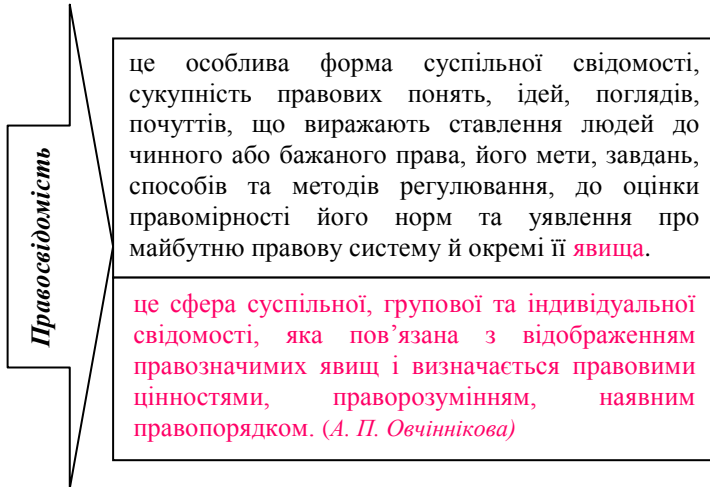 Правосвідомість
це особлива форма суспільної свідомості,
сукупність правових понять, ідей, поглядів,
почуттів, що виражають ставлення людей до
чинного або бажаного права, його мети, завдань,
способів та методів регулювання, до оцінки
правомірності його норм та уявлення про
майбутню правову систему й окремі її явища.
це сфера суспільної, групової та індивідуальної
свідомості, яка пов’язана з відображенням
правозначимих явищ і визначається правовими
цінностями, праворозумінням, наявним
правопорядком. (А. П. Овчіннікова)